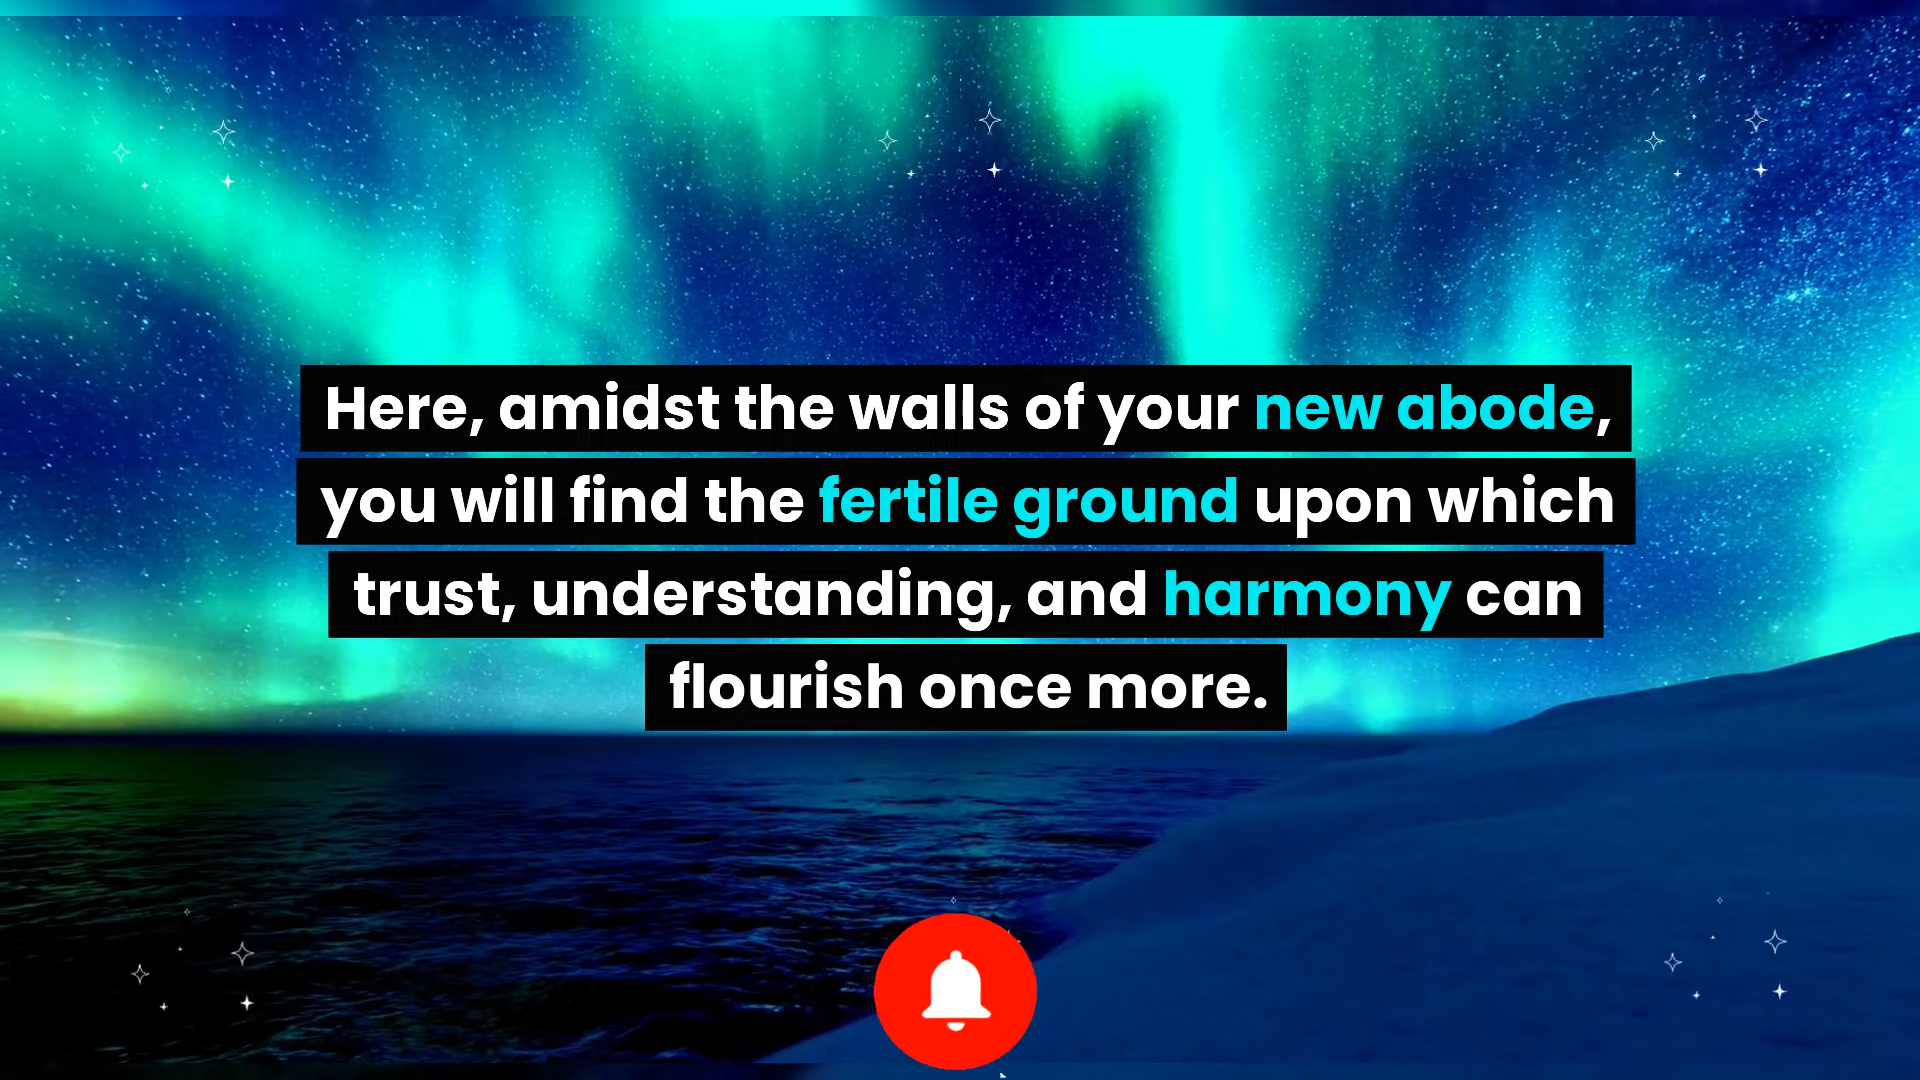 Here, amidst the walls of your new abode,
you will find the fertile ground upon which
trust, understanding, and harmony can
flourish once more.